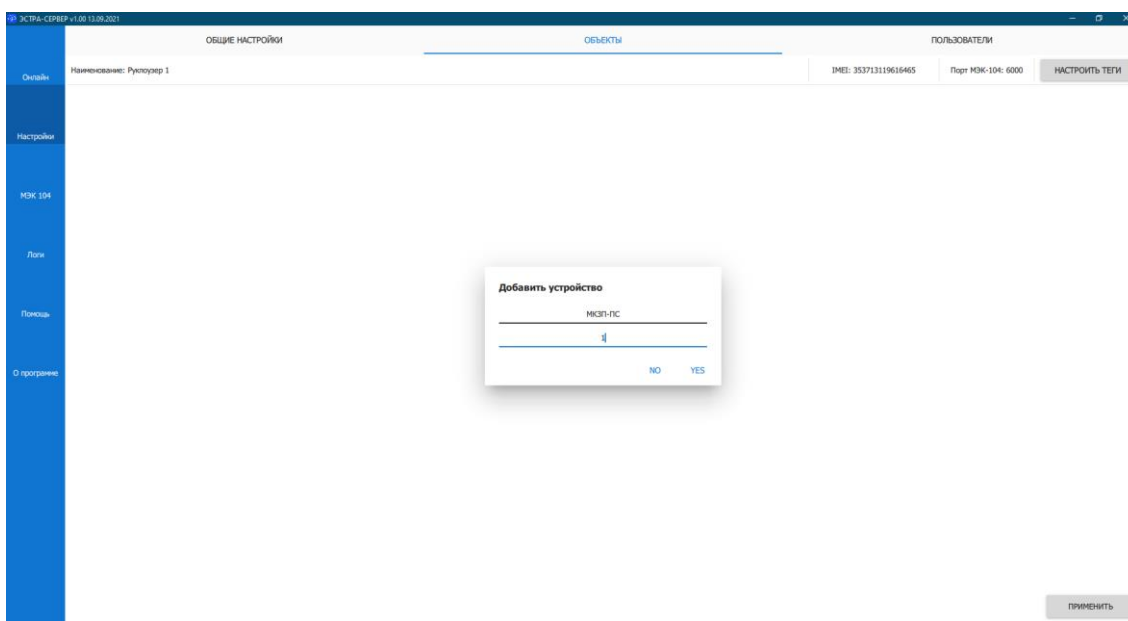 ЭСТРА-СЕРВЕР v1.00 13.09.2021
ОБЩИЕ НАСТРОЙКИ
ОБЪЕКТЫ
ПОЛЬЗОВАТЕЛИ
Онлайн
Наименование: Руклоузер 1
IMEI: 353713119616465
Порт МЭК-104: 6000
НАСТРОИТЬ ТЕГИ
Настройки
МЭК 104
Логи
Помощь
О программе
Добавить устройство
МКЗП-ПС
1
NO
YES
ПРИМЕНИТЬ